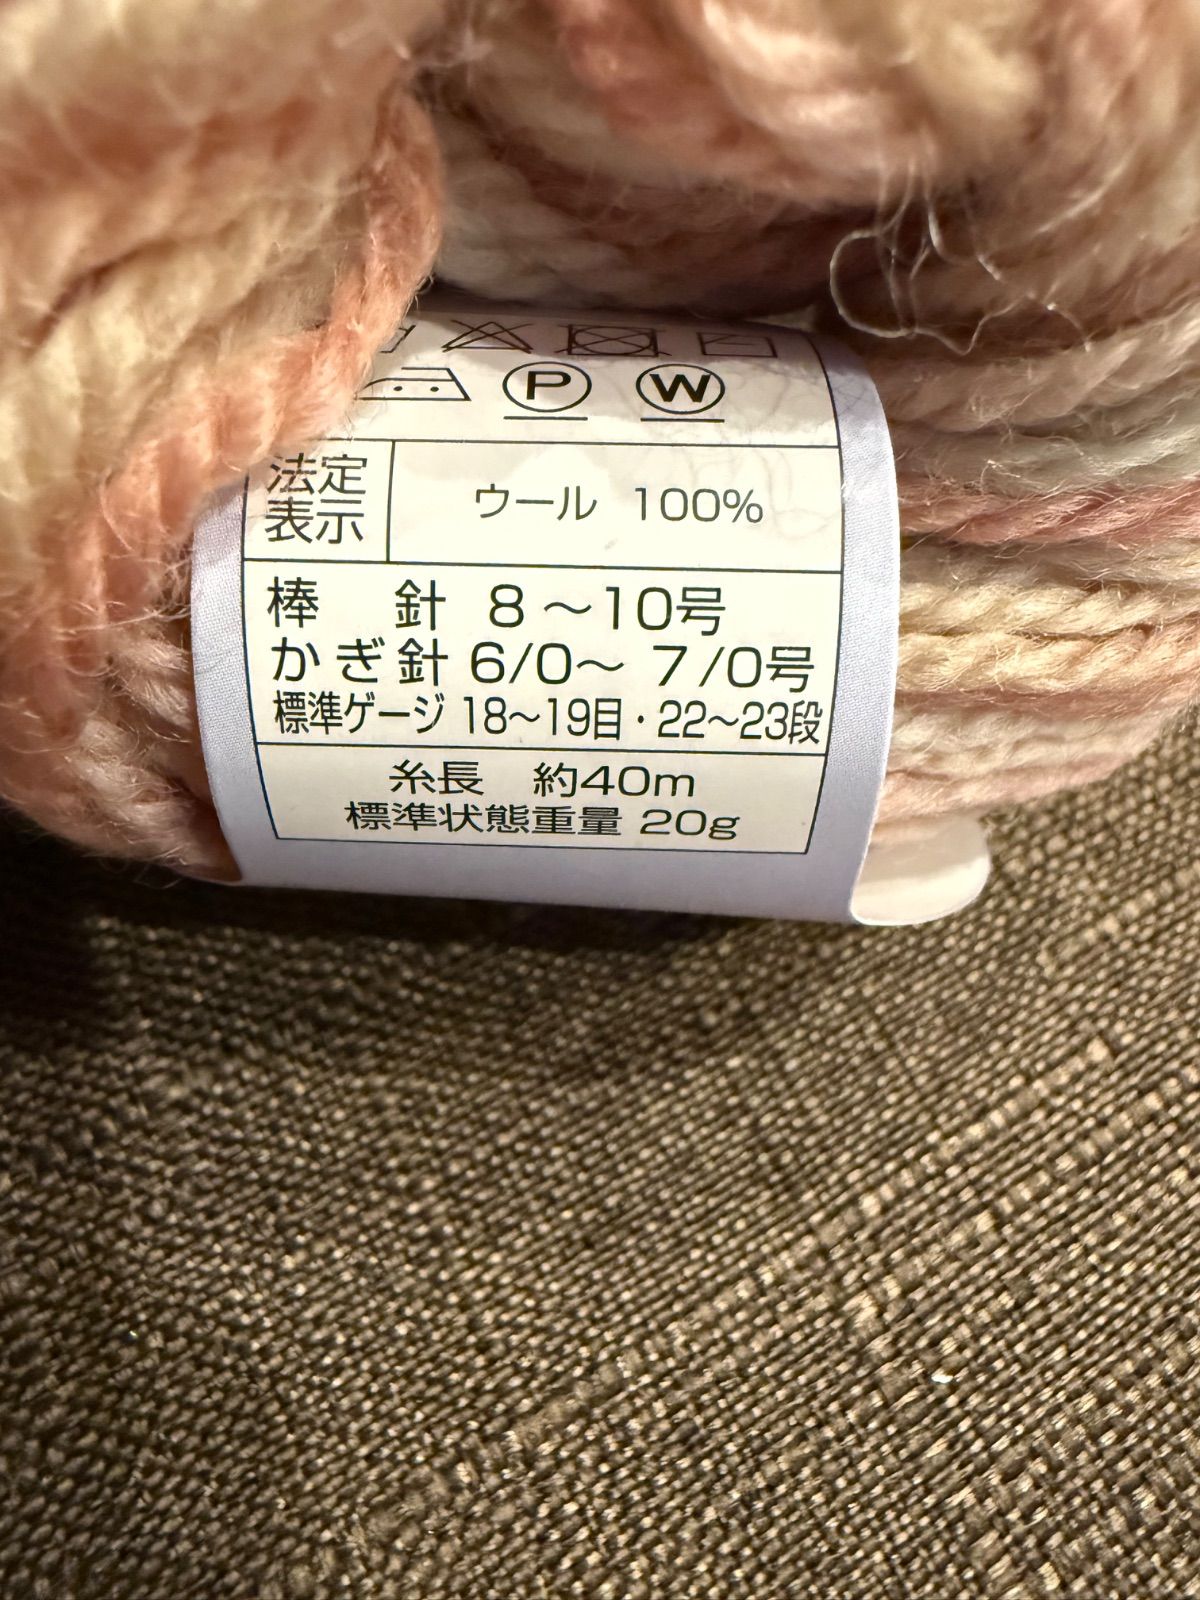 P W
法定
表示
ウール 100%
棒 針 8～10号
かぎ針 6/0～7/0号
標準ゲージ 18～19目・22～23段
糸長 約40m
標準状態重量 20g